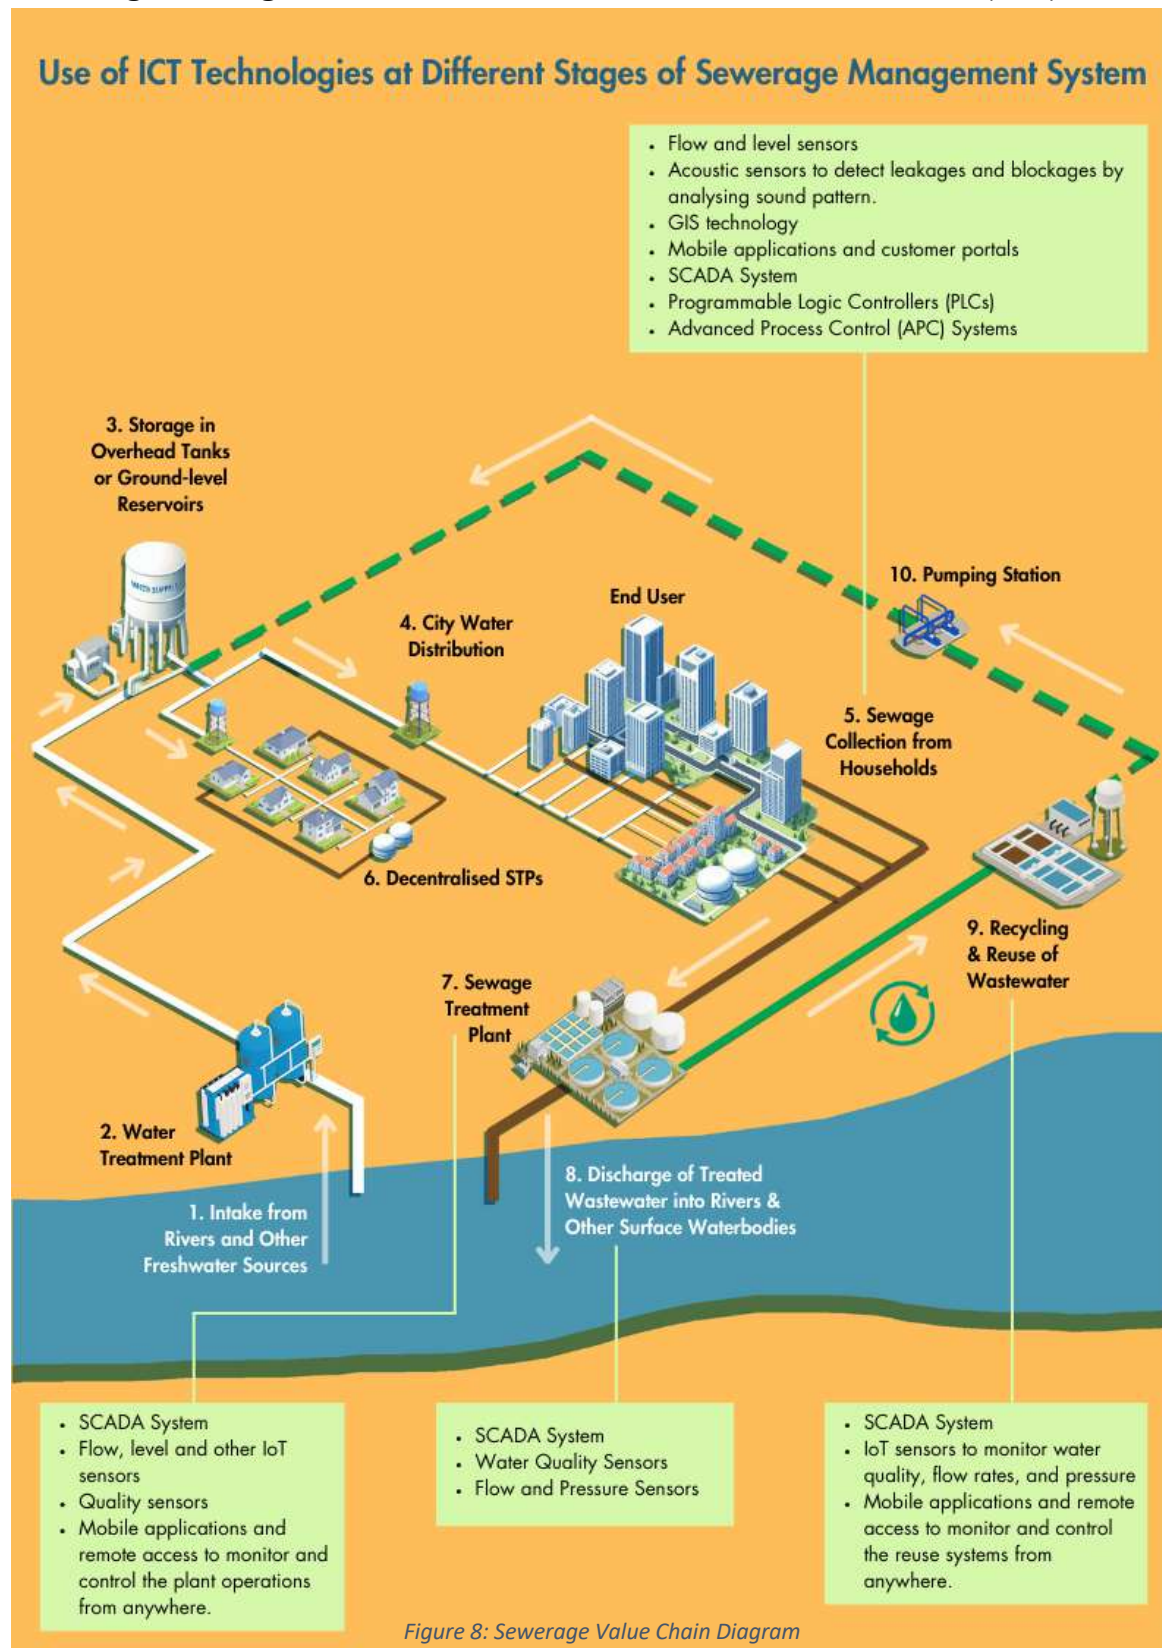 Use of ICT Technologies at Different Stages of Sewerage Management System
• Flow and level sensors
• Acoustic sensors to detect leakages and blockages by
analysing sound pattern.
• GIS technology
• Mobile applications and customer portals
• SCADA System
• Programmable Logic Controllers (PLCs)
• Advanced Process Control (APC) Systems
3. Storage in
Overhead Tanks
or Ground-level
Reservoirs
WATER SUPPLY
10. Pumping Station
End User
4. City Water
Distribution
5. Sewage
Collection from
Households
6. Decentralised STPs
9. Recycling
& Reuse of
Wastewater
7. Sewage
Treatment
Plant
2. Water
Treatment Plant
8. Discharge of Treated
Wastewater into Rivers &
Other Surface Waterbodies
1. Intake from
Rivers and Other
Freshwater Sources
• SCADA System
• Flow, level and other IoT
sensors
• Quality sensors
• Mobile applications and
remote access to monitor and
control the plant operations
from anywhere.
• SCADA System
• Water Quality Sensors
• Flow and Pressure Sensors
• SCADA System
• IoT sensors to monitor water
quality, flow rates, and pressure
• Mobile applications and remote
access to monitor and control
the reuse systems from
anywhere.
Figure 8: Sewerage Value Chain Diagram